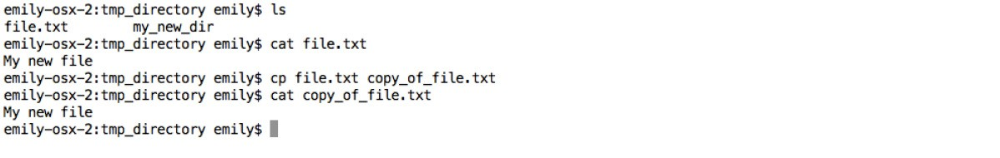 emily-osx-2:tmp_directory emily$ ls
file.txt        my_new_dir
emily-osx-2:tmp_directory emily$ cat file.txt
My new file
emily-osx-2:tmp_directory emily$ cp file.txt copy_of_file.txt
emily-osx-2:tmp_directory emily$ cat copy_of_file.txt
My new file
emily-osx-2:tmp_directory emily$